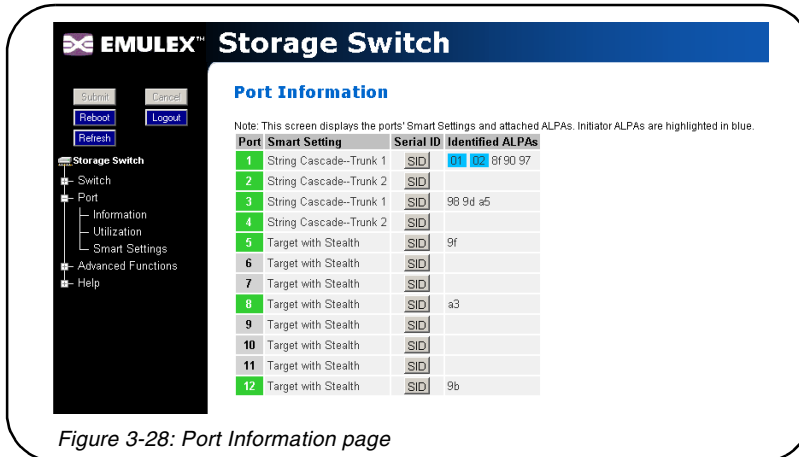 EMULEX™ Storage Switch
Submit Cancel
Reboot Logout
Refresh
Storage Switch
Switch
Port
Information
Utilization
Smart Settings
Advanced Functions
Help
Port Information
Note: This screen displays the ports' Smart Settings and attached ALPAs. Initiator ALPAs are highlighted in blue.
Port Smart Setting Serial ID Identified ALPAs
1 String Cascade--Trunk 1 SID 01 02 8f 90 97
2 String Cascade--Trunk 2 SID
3 String Cascade--Trunk 1 SID 98 9d a5
4 String Cascade--Trunk 2 SID
5 Target with Stealth SID 9f
6 Target with Stealth SID
7 Target with Stealth SID
8 Target with Stealth SID a3
9 Target with Stealth SID
10 Target with Stealth SID
11 Target with Stealth SID
12 Target with Stealth SID 9b
Figure 3-28: Port Information page